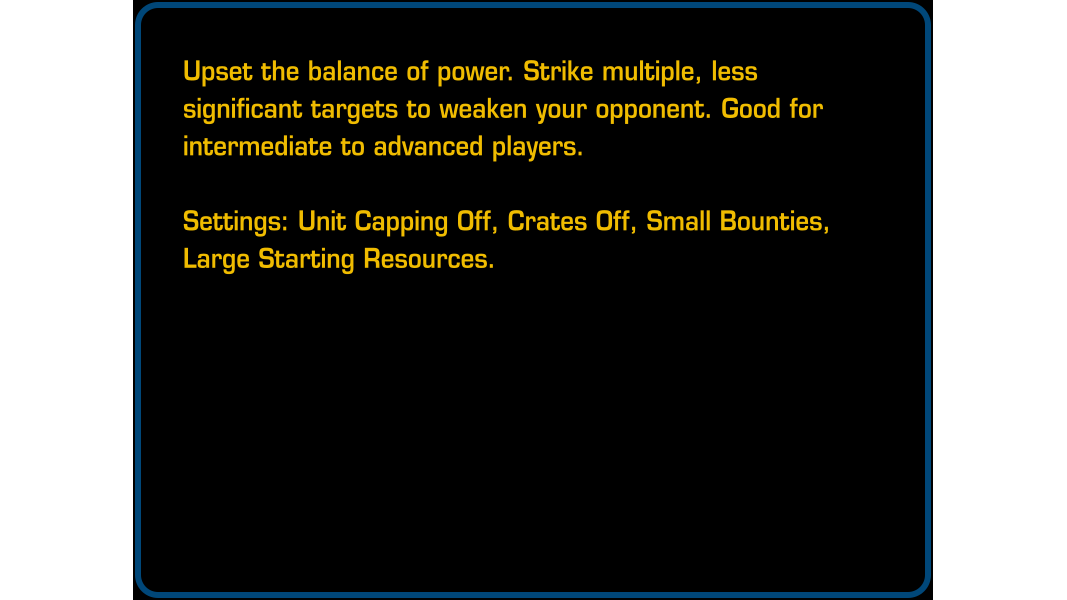 Upset the balance of power. Strike multiple, less
significant targets to weaken your opponent. Good for
intermediate to advanced players.
Settings: Unit Capping Off, Crates Off, Small Bounties,
Large Starting Resources.